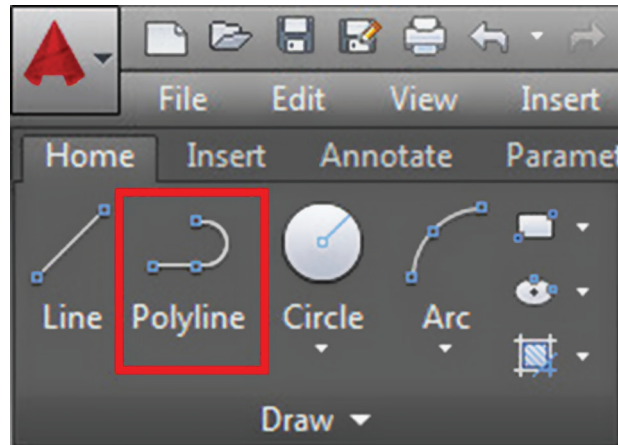 File Edit View Insert
Home Insert Annotate
Line Polyline Circle Arc
Draw